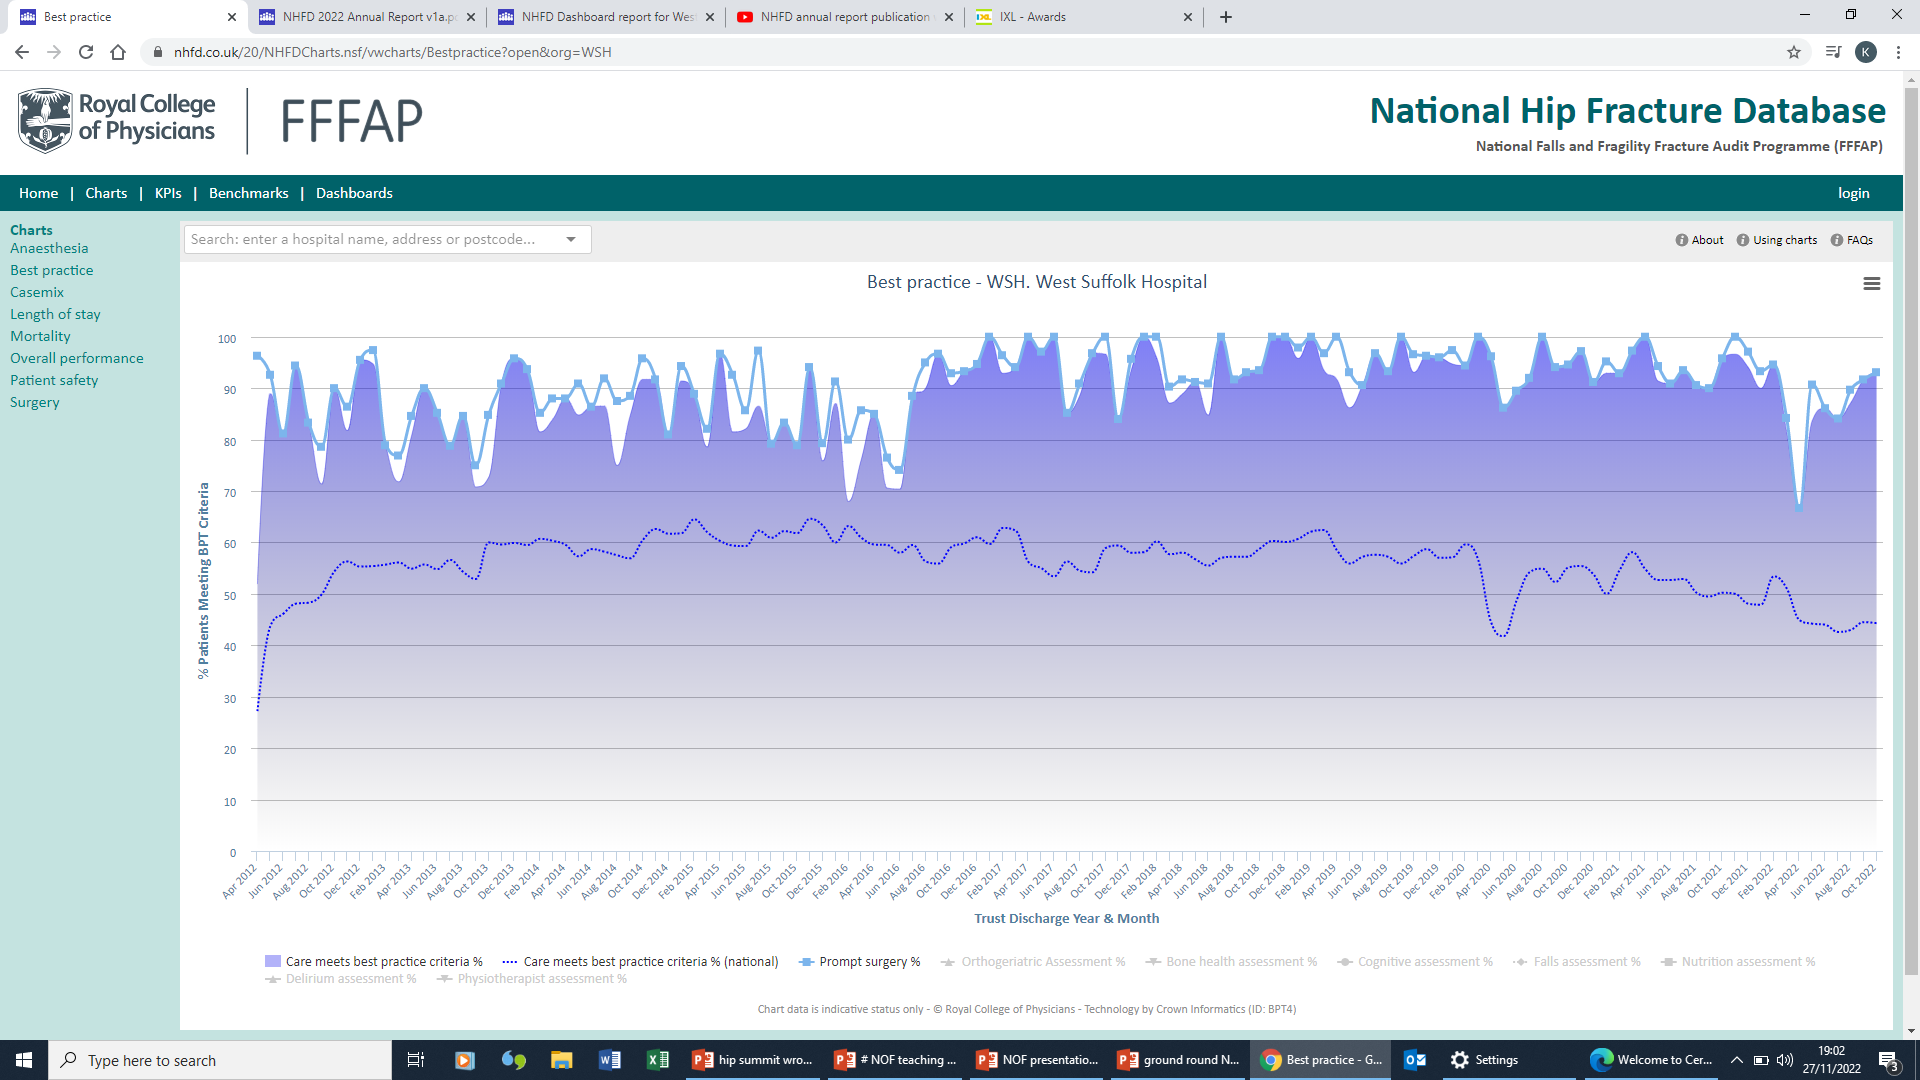 Best practice
NHFD 2022 Annual Report v1a.pd
NHFD Dashboard report for Wes
NHFD annual report publication
IXL - Awards
nhfd.co.uk/20/NHFDCharts.nsf/vwcharts/Bestpractice?open&org=WSH
K
Royal College
of Physicians
FFFAP
National Hip Fracture Database
National Falls and Fragility Fracture Audit Programme (FFFAP)
Home | Charts | KPIs | Benchmarks | Dashboards
login
Charts
Anaesthesia
Best practice
Casemix
Length of stay
Mortality
Overall performance
Patient safety
Surgery
Search: enter a hospital name, address or postcode...
About
Using charts
FAQs
Best practice - WSH. West Suffolk Hospital
% Patients Meeting BPT Criteria
100
90
80
70
60
50
40
30
20
10
0
Apr 2012
Jun 2012
Aug 2012
Oct 2012
Dec 2012
Feb 2013
Apr 2013
Jun 2013
Aug 2013
Oct 2013
Dec 2013
Feb 2014
Apr 2014
Jun 2014
Aug 2014
Oct 2014
Dec 2014
Feb 2015
Apr 2015
Jun 2015
Aug 2015
Oct 2015
Dec 2015
Feb 2016
Apr 2016
Jun 2016
Aug 2016
Oct 2016
Dec 2016
Feb 2017
Apr 2017
Jun 2017
Aug 2017
Oct 2017
Dec 2017
Feb 2018
Apr 2018
Jun 2018
Aug 2018
Oct 2018
Dec 2018
Feb 2019
Apr 2019
Jun 2019
Aug 2019
Oct 2019
Dec 2019
Feb 2020
Apr 2020
Jun 2020
Aug 2020
Oct 2020
Dec 2020
Feb 2021
Apr 2021
Jun 2021
Aug 2021
Oct 2021
Dec 2021
Feb 2022
Apr 2022
Jun 2022
Aug 2022
Oct 2022
Trust Discharge Year & Month
Care meets best practice criteria %
Care meets best practice criteria % (national)
Prompt surgery %
Orthogeriatric Assessment %
Bone health assessment %
Cognitive assessment %
Falls assessment %
Nutrition assessment %
Delirium assessment %
Physiotherapist assessment %
Chart data is indicative status only - © Royal College of Physicians - Technology by Crown Informatics (ID: BPT4)
Type here to search
hip summit wro...
# NOF teaching ...
NOF presentatio...
ground round N...
Best practice - G...
Settings
Welcome to Cer...
19:02
27/11/2022
3